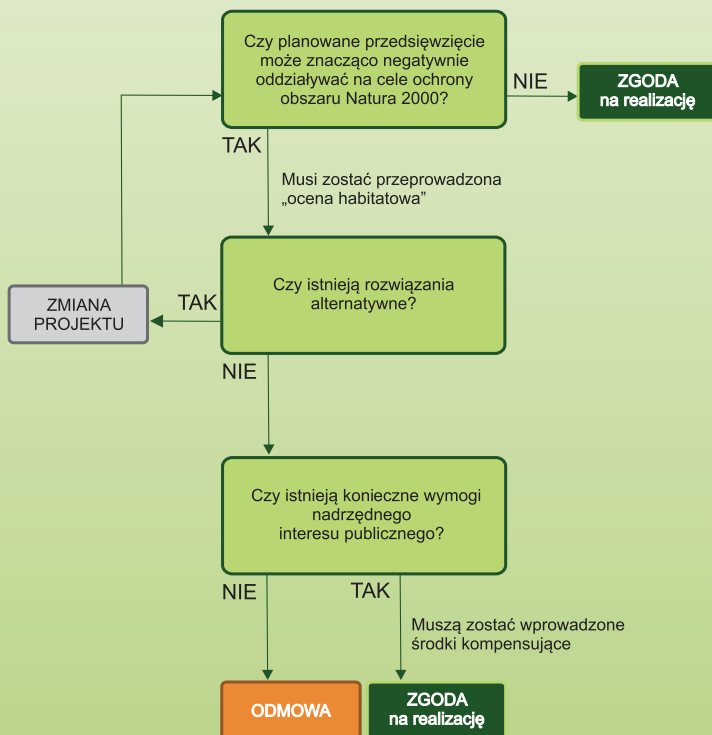 Czy planowane przedsięwzięcie
może znacząco negatywnie
oddziaływać na cele ochrony
obszaru Natura 2000?
NIE
ZGODA
na realizację
TAK
Musi zostać przeprowadzona
„ocena habitatowa”
Czy istnieją rozwiązania
alternatywne?
TAK
ZMIANA
PROJEKTU
NIE
Czy istnieją konieczne wymogi
nadrzędnego
interesu publicznego?
NIE
TAK
Muszą zostać wprowadzone
środki kompensujące
ODMOWA
ZGODA
na realizację